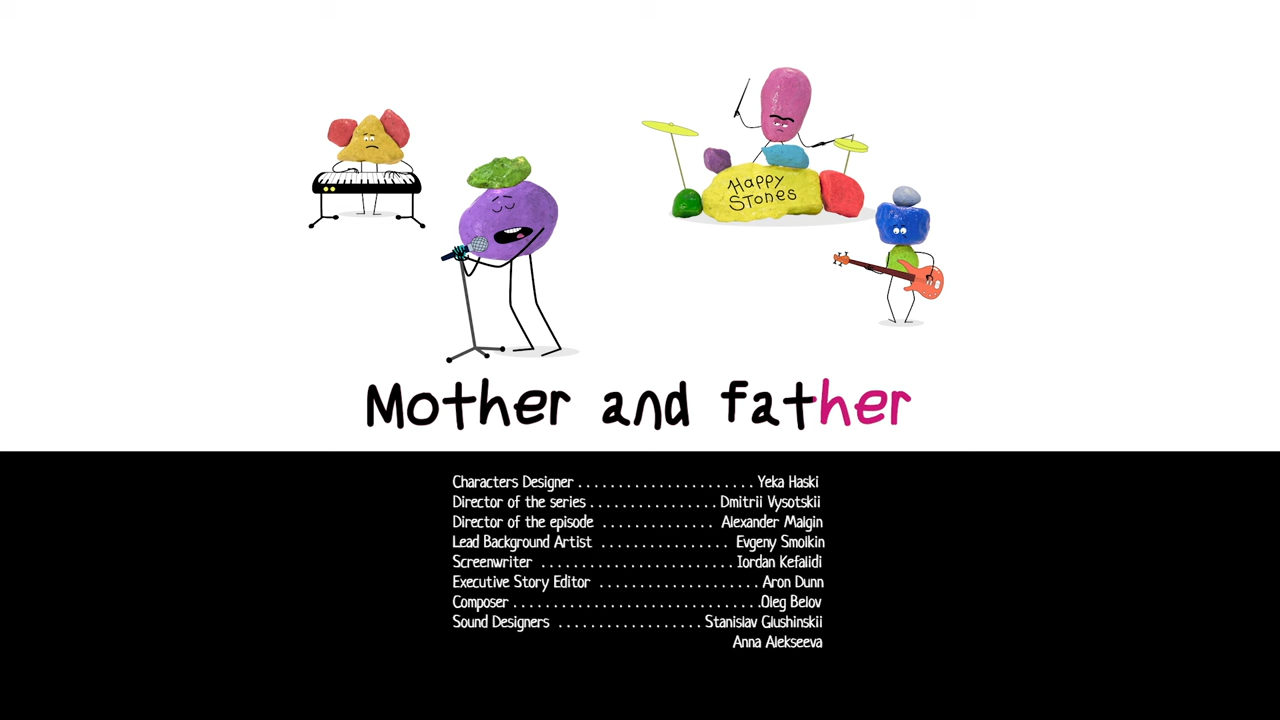 Happy
Stones
Mother and father
Characters Designer . . . . . . . . . . . . . . . . . . . . . . Yeka Haski
Director of the series . . . . . . . . . . . . . . . . Dmitrii Vysotskii
Director of the episode . . . . . . . . . . . . . . Alexander Malgin
Lead Background Artist . . . . . . . . . . . . . . . . Evgeny Smolkin
Screenwriter . . . . . . . . . . . . . . . . . . . . . . . . Iordan Kefalidi
Executive Story Editor . . . . . . . . . . . . . . . . . . . . Aron Dunn
Composer . . . . . . . . . . . . . . . . . . . . . . . . . . . . . . .Oleg Belov
Sound Designers . . . . . . . . . . . . . . . . . . Stanislav Glushinskii
Anna Alekseeva